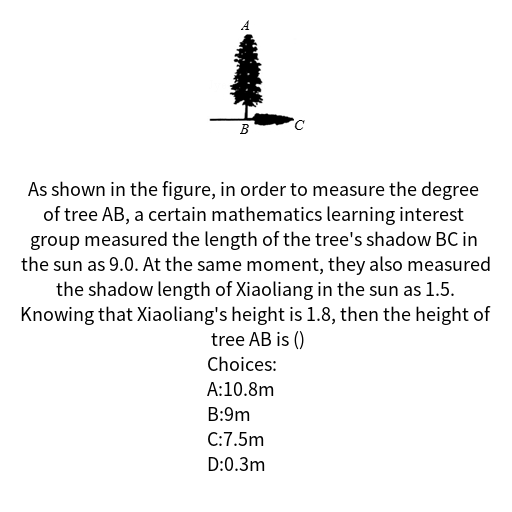 A
B
C
As shown in the figure, in order to measure the degree
of tree AB, a certain mathematics learning interest
group measured the length of the tree's shadow BC in
the sun as 9.0. At the same moment, they also measured
the shadow length of Xiaoliang in the sun as 1.5.
Knowing that Xiaoliang's height is 1.8, then the height of
tree AB is ()
Choices:
A:10.8m
B:9m
C:7.5m
D:0.3m